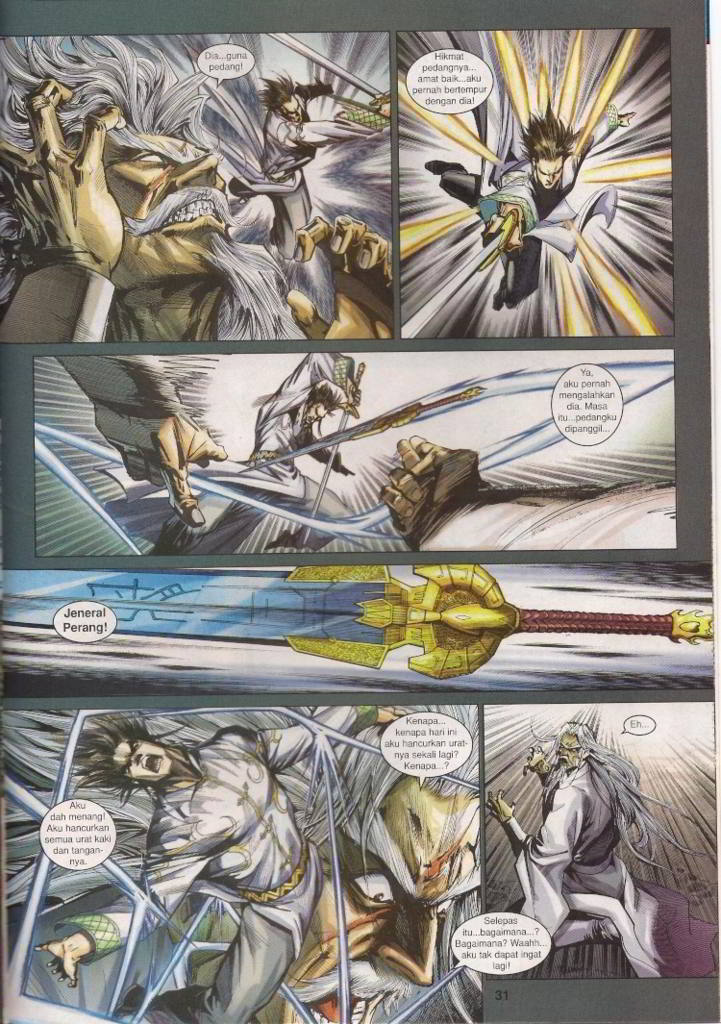 Dia...guna
pedang!
Hikmat
pedangnya...
amat baik...aku
pernah bertempur
dengan dia!
Ya,
aku pernah
mengalahkan
dia. Masa
itu...pedangku
dipanggil...
Jeneral
Perang!
Aku
dah menang!
Aku hancurkan
semua urat kaki
dan tangan-
nya.
Kenapa...
kenapa hari ini
aku hancurkan urat-
nya sekali lagi?
Kenapa...?
Eh...
Selepas
itu...bagaimana...?
Bagaimana? Waahh...
aku tak dapat ingat
lagi!
31